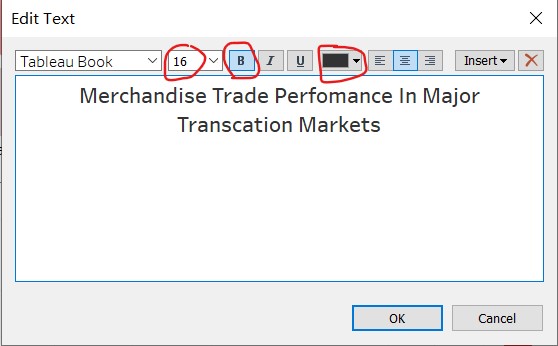 Edit Text
Tableau Book 16 B I U Insert
Merchandise Trade Perfomance In Major
Transcation Markets
OK Cancel